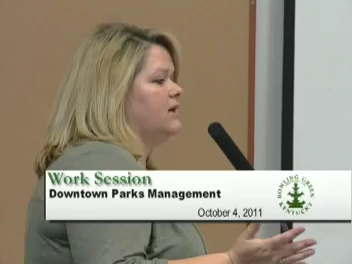 Work Session
Downtown Parks Management
October 4, 2011
BOWLING GREEN
KENTUCKY